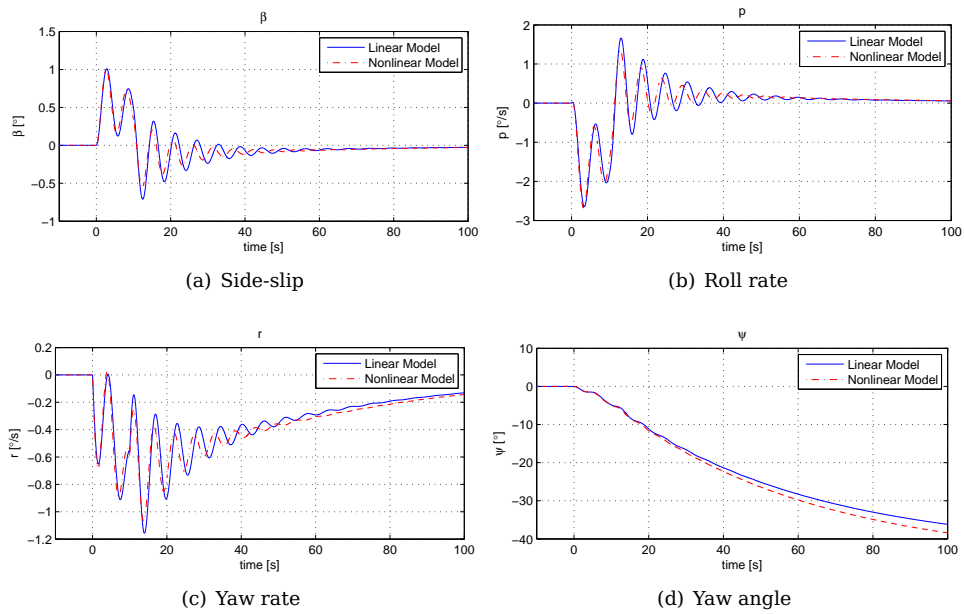 β
1.5
1
0.5
0
−0.5
−1
β [°]
0 20 40 60 80 100
time [s]
Linear Model
Nonlinear Model
(a) Side-slip
p
2
1
0
−1
−2
−3
p [°/s]
0 20 40 60 80 100
time [s]
Linear Model
Nonlinear Model
(b) Roll rate
r
0.2
0
−0.2
−0.4
−0.6
−0.8
−1
−1.2
r [°/s]
0 20 40 60 80 100
time [s]
Linear Model
Nonlinear Model
(c) Yaw rate
ψ
10
0
−10
−20
−30
−40
ψ [°]
0 20 40 60 80 100
time [s]
Linear Model
Nonlinear Model
(d) Yaw angle